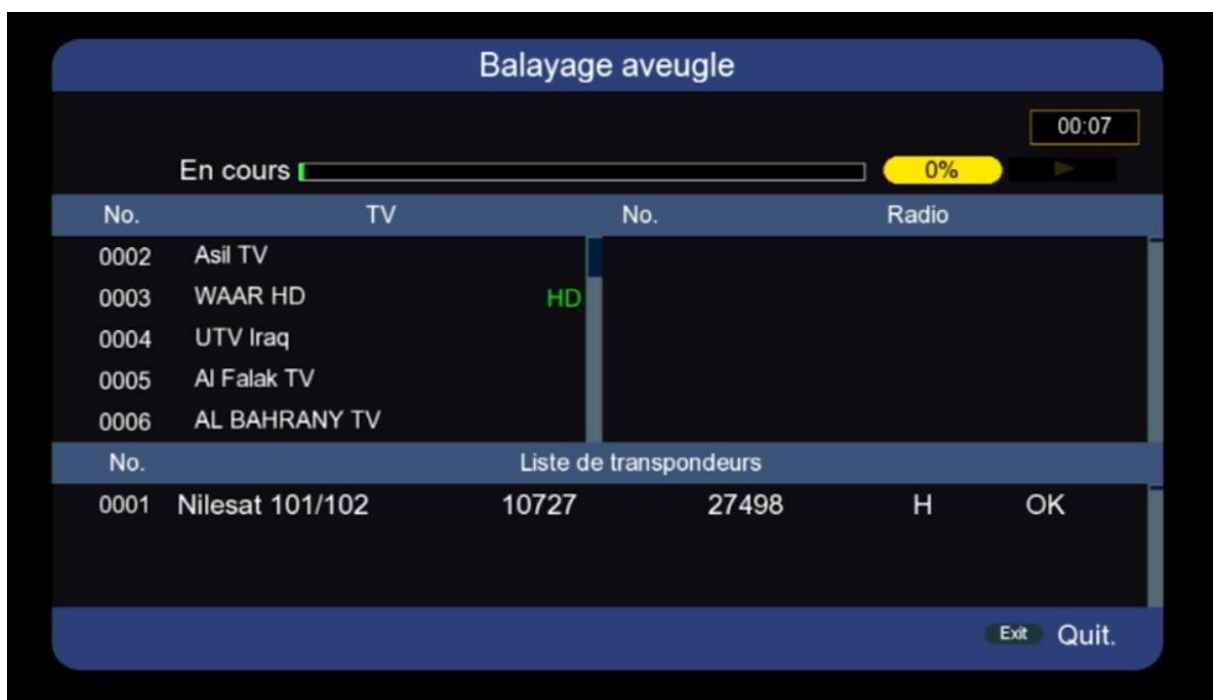 Balayage aveugle
00:07
En cours 0%
No. TV No. Radio
0002 Asil TV
0003 WAAR HD HD
0004 UTV Iraq
0005 Al Falak TV
0006 AL BAHRANY TV
No. Liste de transpondeurs
0001 Nilesat 101/102 10727 27498 H OK
Exit Quit.